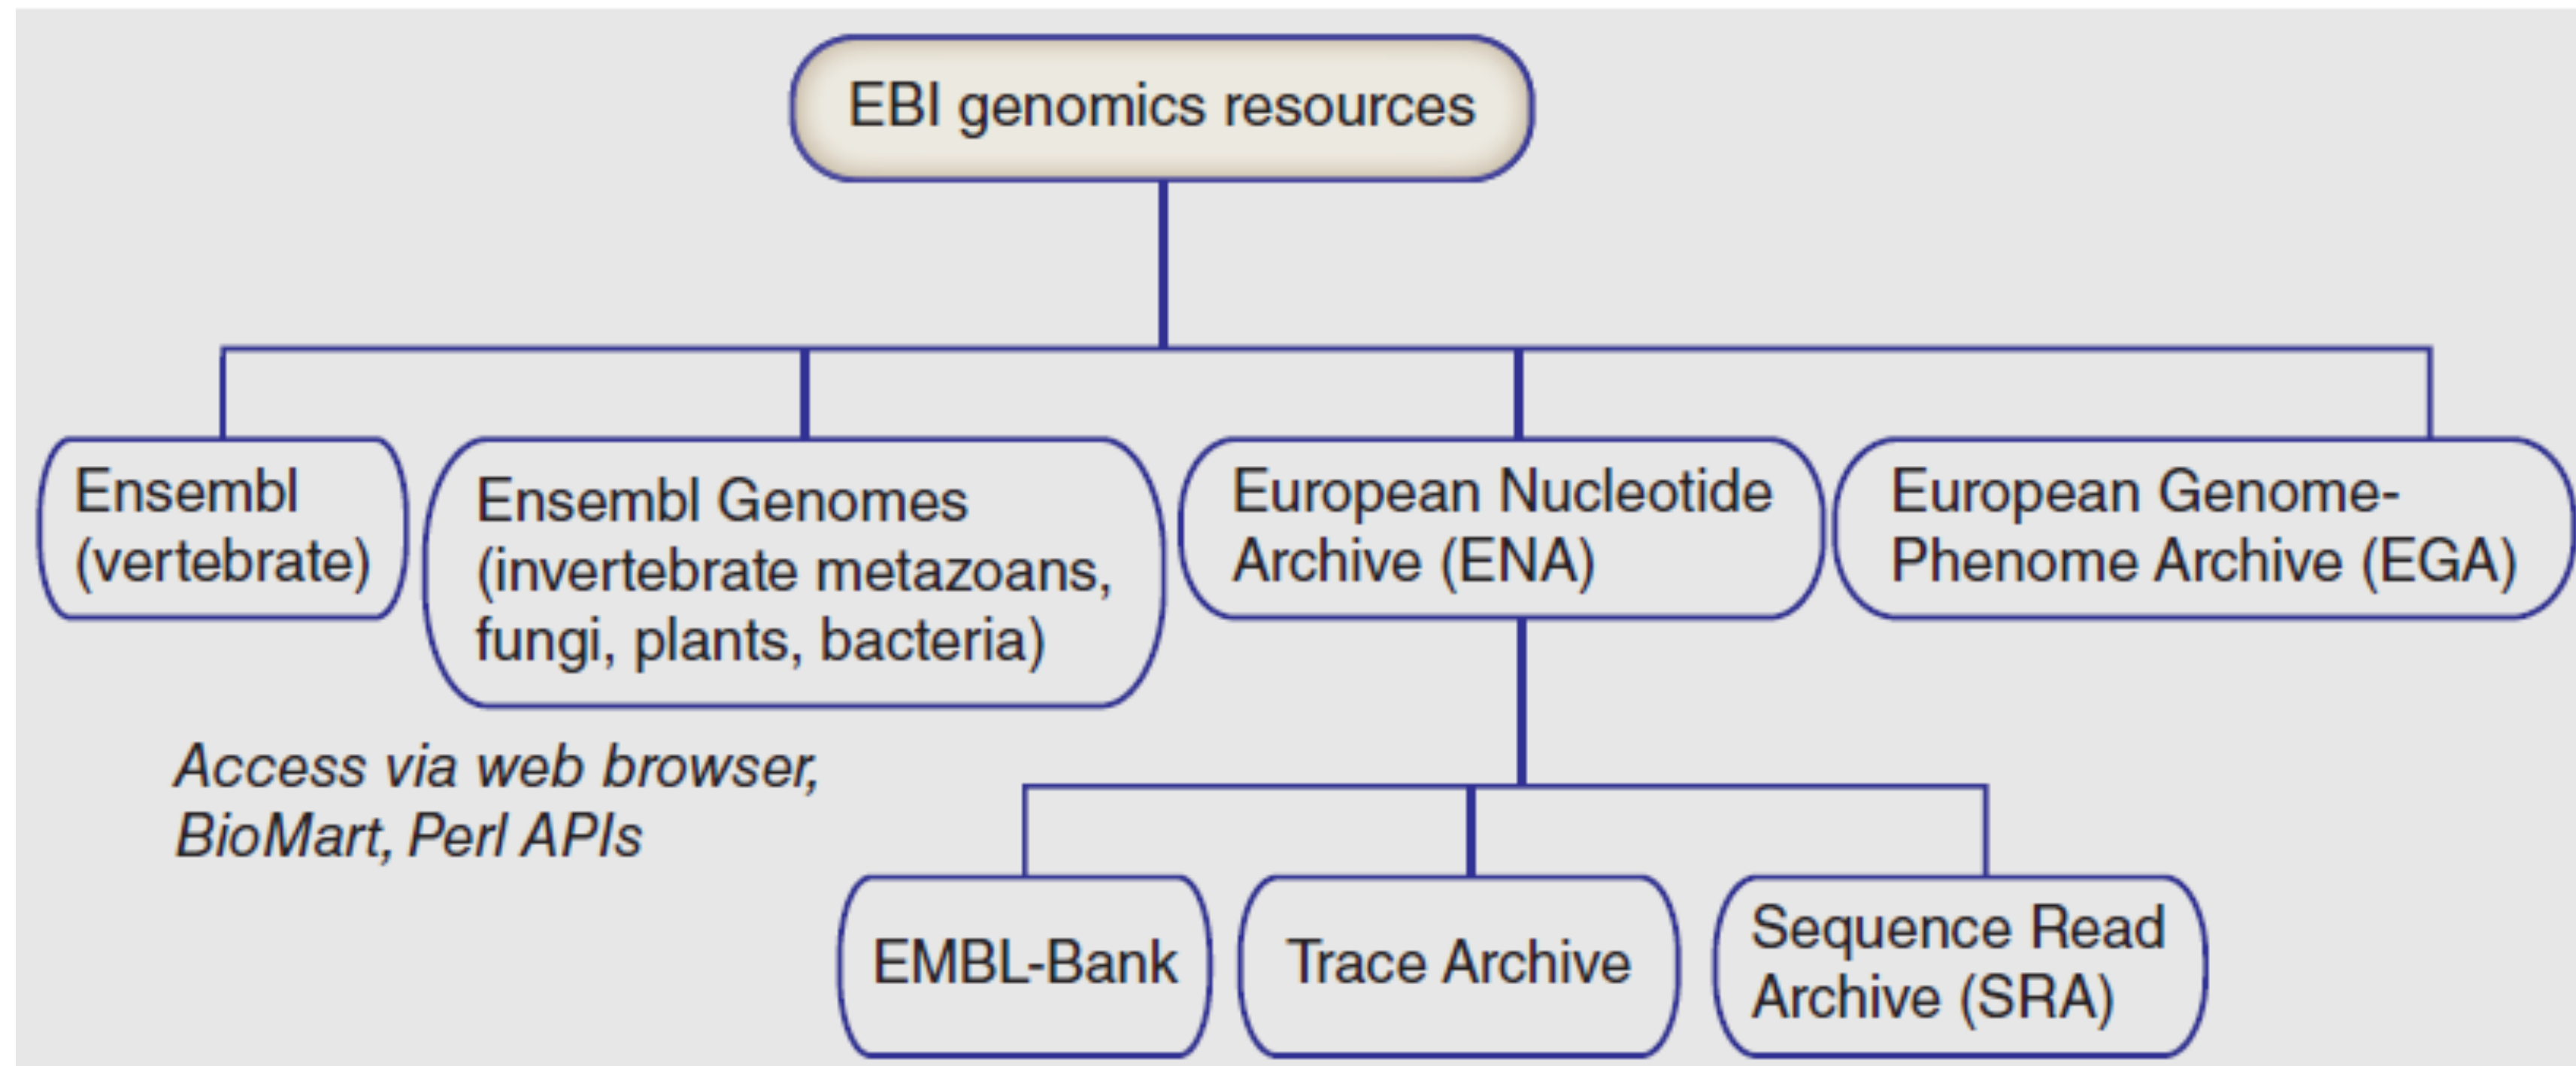 EBI genomics resources
Ensembl
(vertebrate)
Ensembl Genomes
(invertebrate metazoans,
fungi, plants, bacteria)
European Nucleotide
Archive (ENA)
European Genome-
Phenome Archive (EGA)
Access via web browser,
BioMart, Perl APIs
EMBL-Bank
Trace Archive
Sequence Read
Archive (SRA)